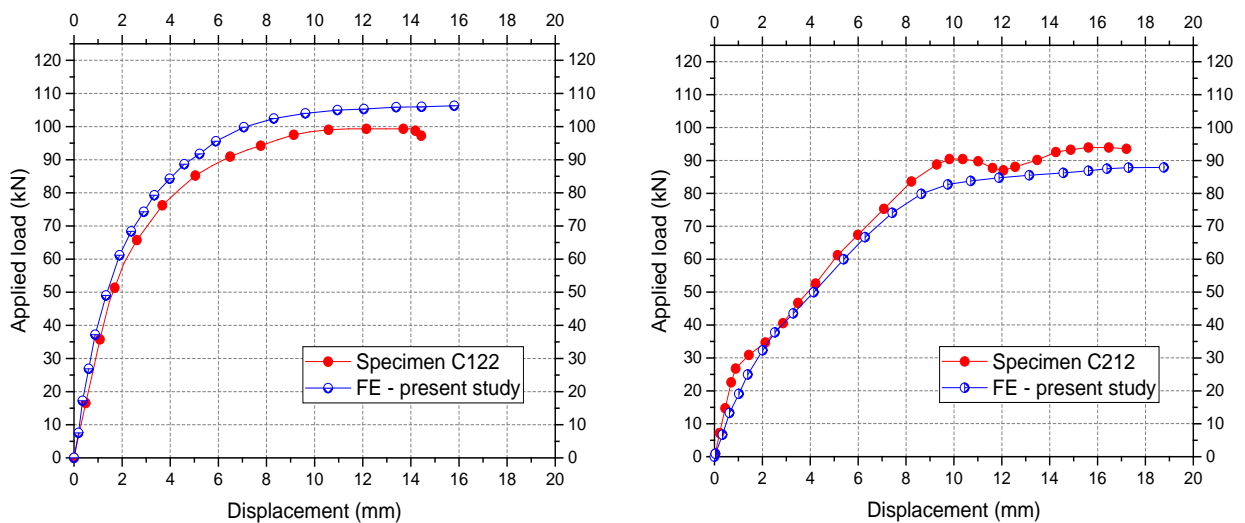 0 2 4 6 8 10 12 14 16 18 20
120 120
110 110
100 100
90 90
80 80
70 70
60 60
50 50
40 40
30 30
20 20
10 10
0 0
0 2 4 6 8 10 12 14 16 18 20
Applied load (kN)
Displacement (mm)
Specimen C122
FE - present study
0 2 4 6 8 10 12 14 16 18 20
120 120
110 110
100 100
90 90
80 80
70 70
60 60
50 50
40 40
30 30
20 20
10 10
0 0
0 2 4 6 8 10 12 14 16 18 20
Applied load (kN)
Displacement (mm)
Specimen C212
FE - present study